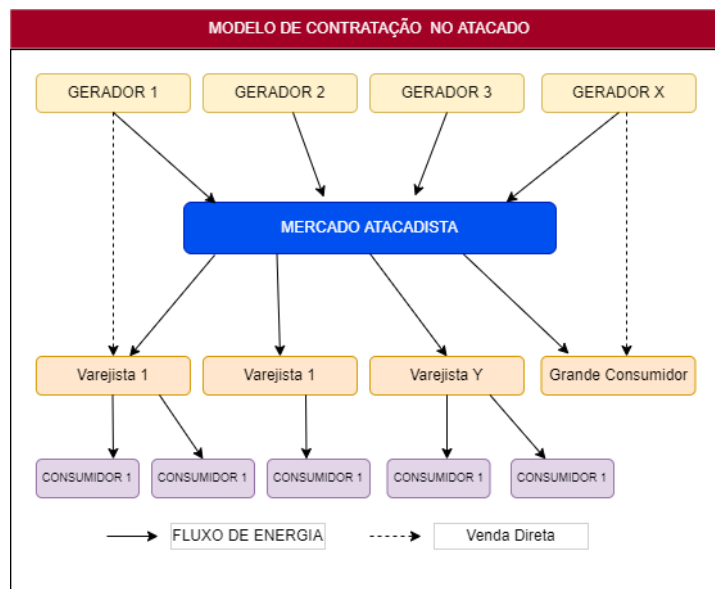 MODELO DE CONTRATAÇÃO NO ATACADO
GERADOR 1
GERADOR 2
GERADOR 3
GERADOR X
MERCADO ATACADISTA
Varejista 1
Varejista 1
Varejista Y
Grande Consumidor
CONSUMIDOR 1
CONSUMIDOR 1
CONSUMIDOR 1
CONSUMIDOR 1
CONSUMIDOR 1
FLUXO DE ENERGIA
Venda Direta